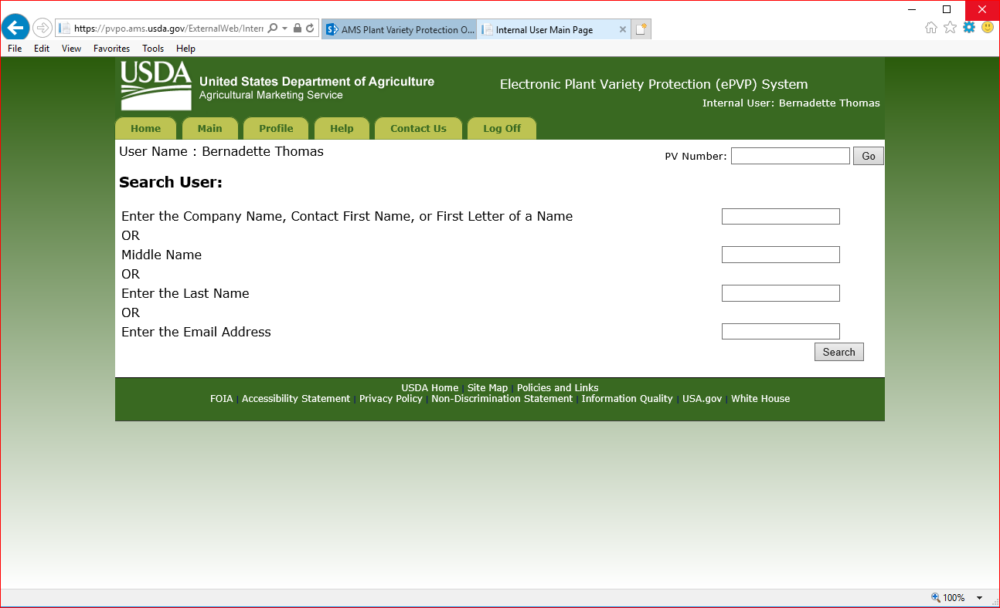 https://pvpo.ams.usda.gov/ExternalWeb/Intern
AMS Plant Variety Protection O...
Internal User Main Page
File Edit View Favorites Tools Help
USDA
United States Department of Agriculture
Agricultural Marketing Service
Electronic Plant Variety Protection (ePVP) System
Internal User: Bernadette Thomas
Home Main Profile Help Contact Us Log Off
User Name : Bernadette Thomas
PV Number: Go
Search User:
Enter the Company Name, Contact First Name, or First Letter of a Name
OR
Middle Name
OR
Enter the Last Name
OR
Enter the Email Address
Search
USDA Home | Site Map | Policies and Links
FOIA | Accessibility Statement | Privacy Policy | Non-Discrimination Statement | Information Quality | USA.gov | White House
100%